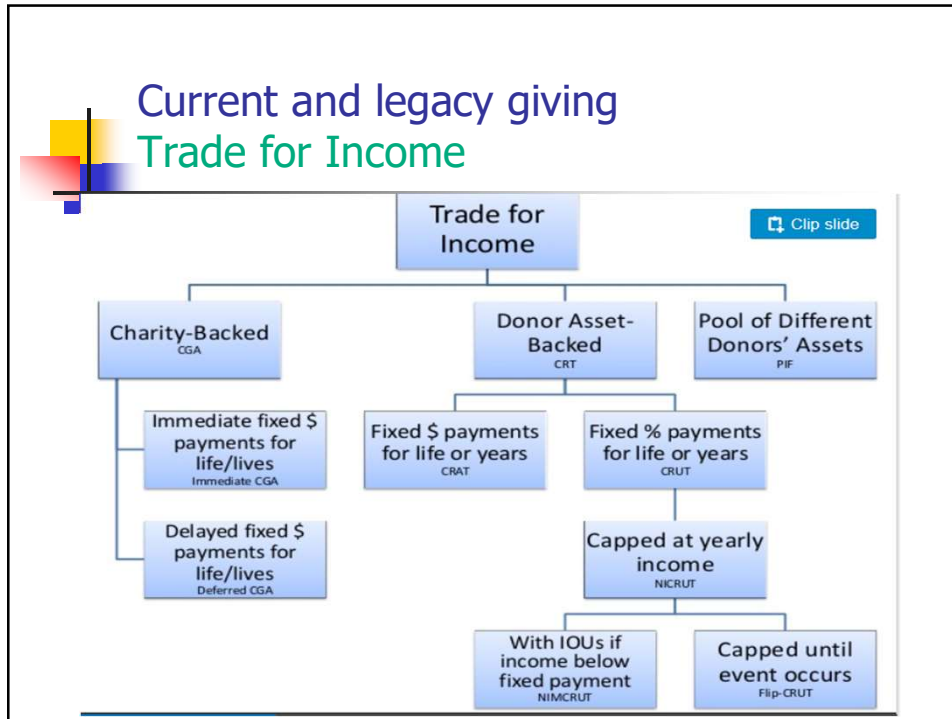 Current and legacy giving
Trade for Income
Trade for
Income
Clip slide
Charity-Backed
CGA
Donor Asset-
Backed
CRT
Pool of Different
Donors' Assets
PIF
Immediate fixed $
payments for
life/lives
Immediate CGA
Fixed $ payments
for life or years
CRAT
Fixed % payments
for life or years
CRUT
Delayed fixed $
payments for
life/lives
Deferred CGA
Capped at yearly
income
NICRUT
With IOUs if
income below
fixed payment
NIMCRUT
Capped until
event occurs
Flip-CRUT